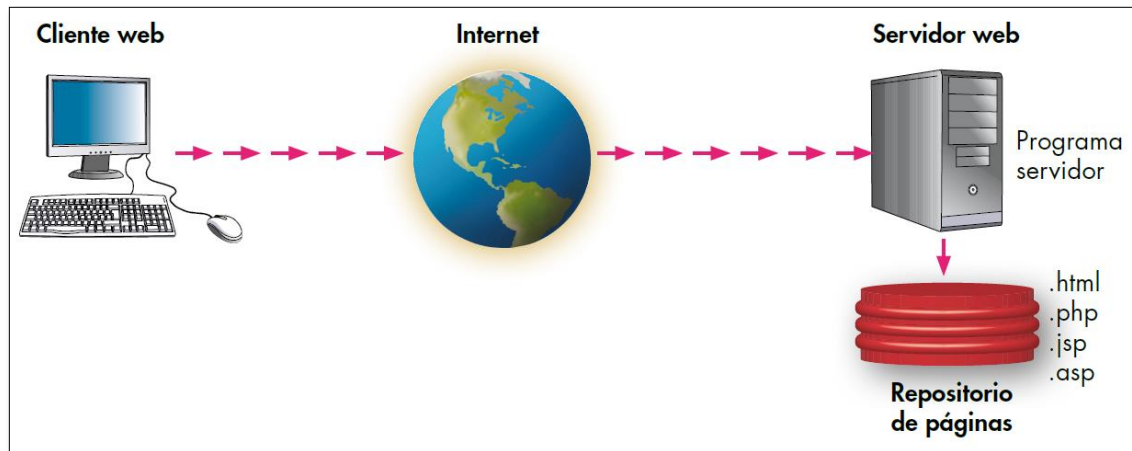 Cliente web
Internet
Servidor web
Programa
servidor
.html
.php
.jsp
.asp
Repositorio
de páginas